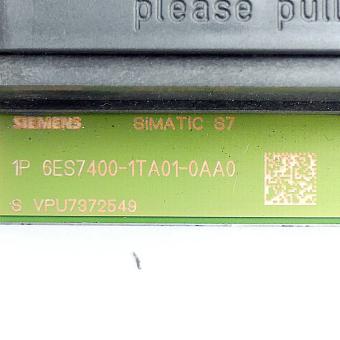 please pull
SIEMENS SIMATIC S7
1P 6ES7400-1TA01-0AA0
S VPU7372549